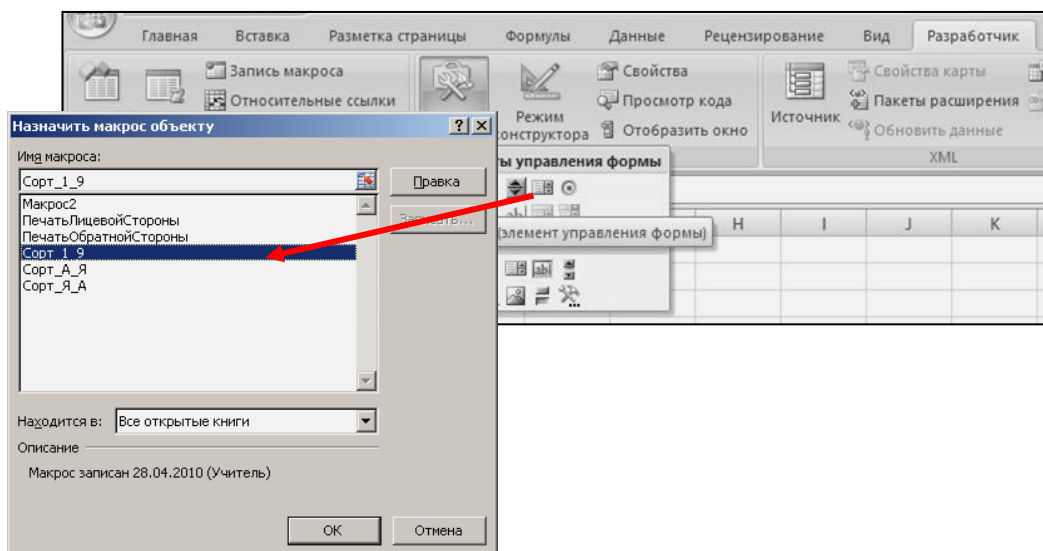 Главная Вставка Разметка страницы Формулы Данные Рецензирование Вид Разработчик
Запись макроса
Относительные ссылки
Режим
конструктора
Свойства
Просмотр кода
Отобразить окно
Источник
Свойства карты
Пакеты расширения
Обновить данные
XML
управления формы
(элемент управления формы)
H I J K
Назначить макрос объекту
Имя макроса:
Сорт_1_9
Правка
Макрос2
ПечатьЛицевойСтороны
ПечатьОбратнойСтороны
Сорт_1_9
Сорт_А_Я
Сорт_Я_А
Записать...
Находится в: Все открытые книги
Описание
Макрос записан 28.04.2010 (Учитель)
ОК Отмена